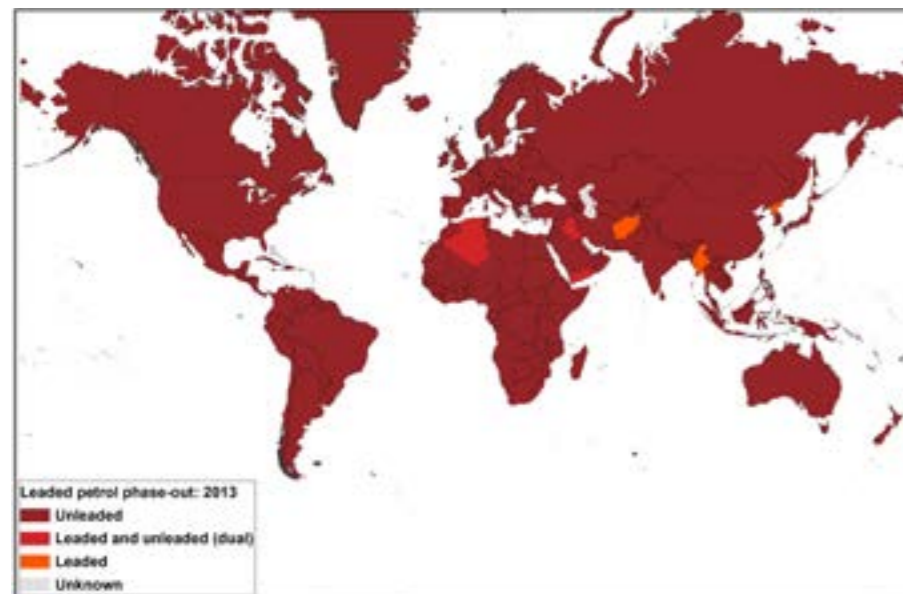 Leaded petrol phase-out: 2013
Unleaded
Leaded and unleaded (dual)
Leaded
Unknown